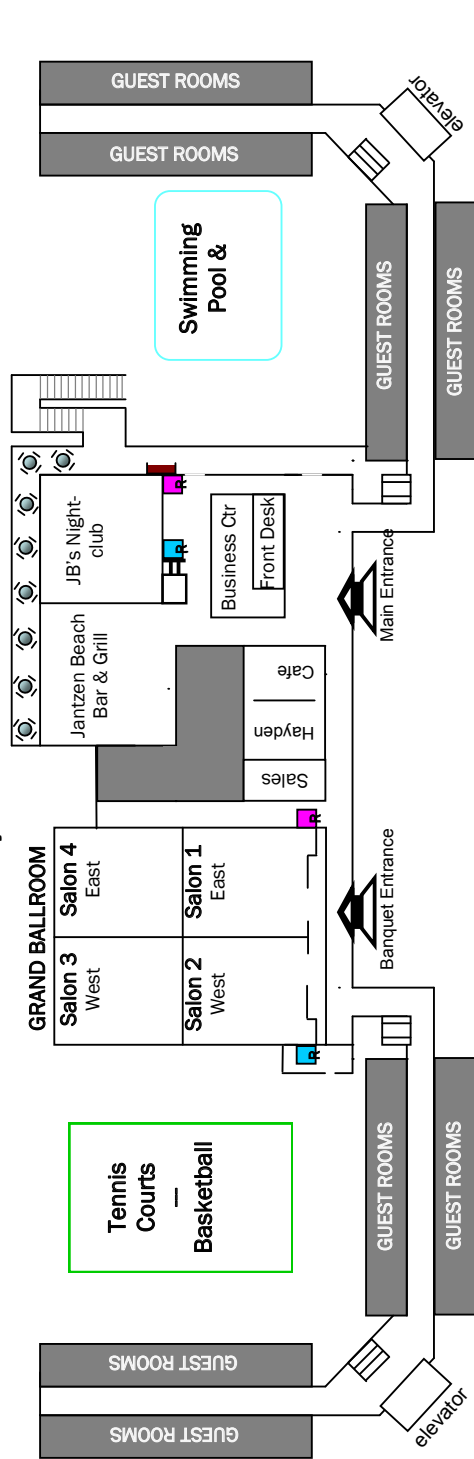 GUEST ROOMS
GUEST ROOMS
elevator
Swimming
Pool &
GUEST ROOMS
GUEST ROOMS
JB's Night-
club
R
R
Business Ctr
Front Desk
Main Entrance
Jantzen Beach
Bar & Grill
Cafe
Hayden
Sales
R
GRAND BALLROOM
Salon 4
East
Salon 1
East
Salon 3
West
Salon 2
West
Banquet Entrance
R
Tennis
Courts
—
Basketball
GUEST ROOMS
GUEST ROOMS
GUEST ROOMS
GUEST ROOMS
elevator